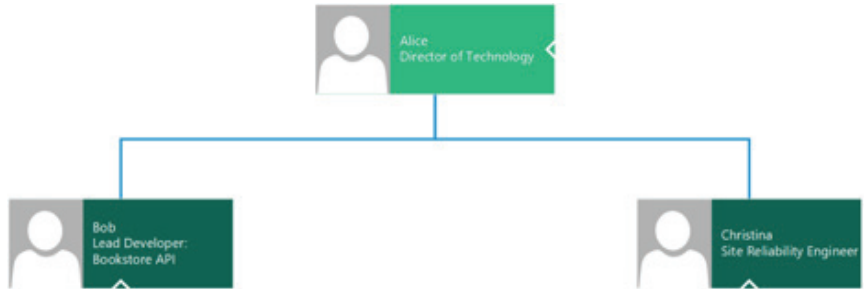 Alice
Director of Technology
Bob
Lead Developer:
Bookstore API
Christina
Site Reliability Engineer